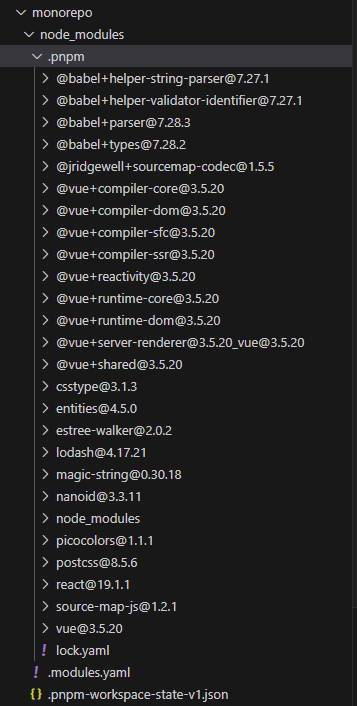 monorepo
node_modules
.pnpm
@babel+helper-string-parser@7.27.1
@babel+helper-validator-identifier@7.27.1
@babel+parser@7.28.3
@babel+types@7.28.2
@jridgewell+sourcemap-codec@1.5.5
@vue+compiler-core@3.5.20
@vue+compiler-dom@3.5.20
@vue+compiler-sfc@3.5.20
@vue+compiler-ssr@3.5.20
@vue+reactivity@3.5.20
@vue+runtime-core@3.5.20
@vue+runtime-dom@3.5.20
@vue+server-renderer@3.5.20_vue@3.5.20
@vue+shared@3.5.20
csstype@3.1.3
entities@4.5.0
estree-walker@2.0.2
lodash@4.17.21
magic-string@0.30.18
nanoid@3.3.11
node_modules
picocolors@1.1.1
postcss@8.5.6
react@19.1.1
source-map-js@1.2.1
vue@3.5.20
! lock.yaml
! .modules.yaml
{} .pnpm-workspace-state-v1.json